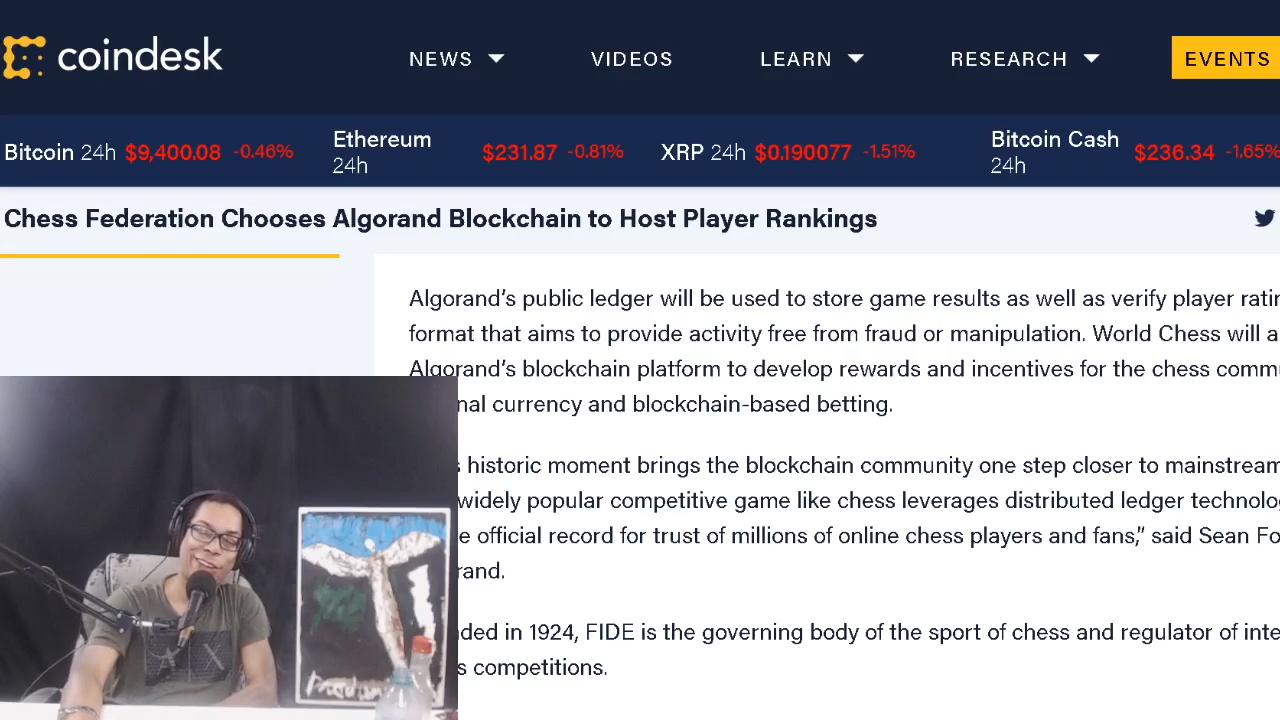 coindesk
NEWS
VIDEOS
LEARN
RESEARCH
EVENTS
Bitcoin 24h $9,400.08 -0.46%
Ethereum 24h $231.87 -0.81%
XRP 24h $0.190077 -1.51%
Bitcoin Cash 24h $236.34 -1.65%
Chess Federation Chooses Algorand Blockchain to Host Player Rankings
Algorand’s public ledger will be used to store game results as well as verify player
format that aims to provide activity free from fraud or manipulation. World Chess will
Algorand’s blockchain platform to develop rewards and incentives for the chess
currency and blockchain-based betting.
historic moment brings the blockchain community one step closer to mainstream
widely popular competitive game like chess leverages distributed ledger
official record for trust of millions of online chess players and fans,” said Sean
in 1924, FIDE is the governing body of the sport of chess and regulator of
competitions.